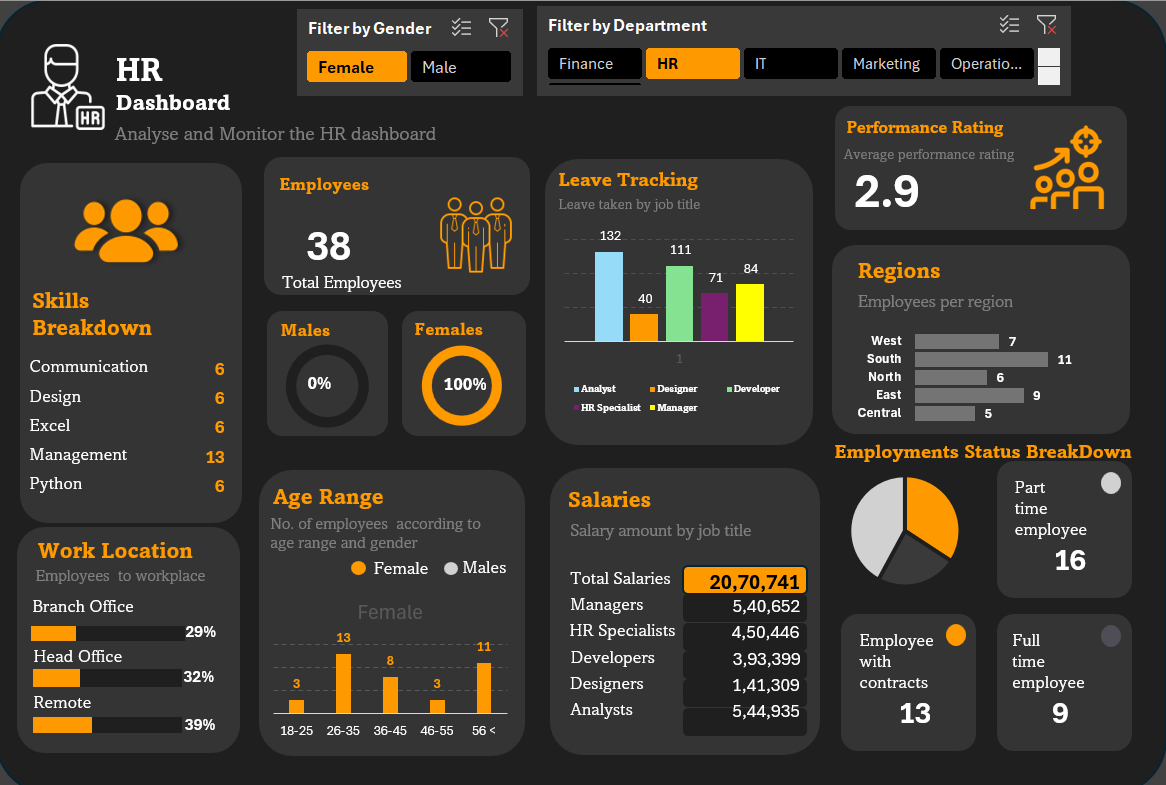 Filter by Gender
Female
Male
Filter by Department
Finance
HR
IT
Marketing
Operatio...
HR
HR
Dashboard
Analyse and Monitor the HR dashboard
Performance Rating
Average performance rating
2.9
Skills
Breakdown
Communication 6
Design 6
Excel 6
Management 13
Python 6
Employees
38
Total Employees
Males
0%
Females
100%
Leave Tracking
Leave taken by job title
132
40
111
71
84
1
Analyst
Designer
Developer
HR Specialist
Manager
Regions
Employees per region
West 7
South 11
North 6
East 9
Central 5
Work Location
Employees to workplace
Branch Office
29%
Head Office
32%
Remote
39%
Age Range
No. of employees according to
age range and gender
Female
Males
Female
3
13
8
3
11
18-25
26-35
36-45
46-55
56 <
Salaries
Salary amount by job title
Total Salaries 20,70,741
Managers 5,40,652
HR Specialists 4,50,446
Developers 3,93,399
Designers 1,41,309
Analysts 5,44,935
Employments Status BreakDown
Part
time
employee
16
Employee
with
contracts
13
Full
time
employee
9